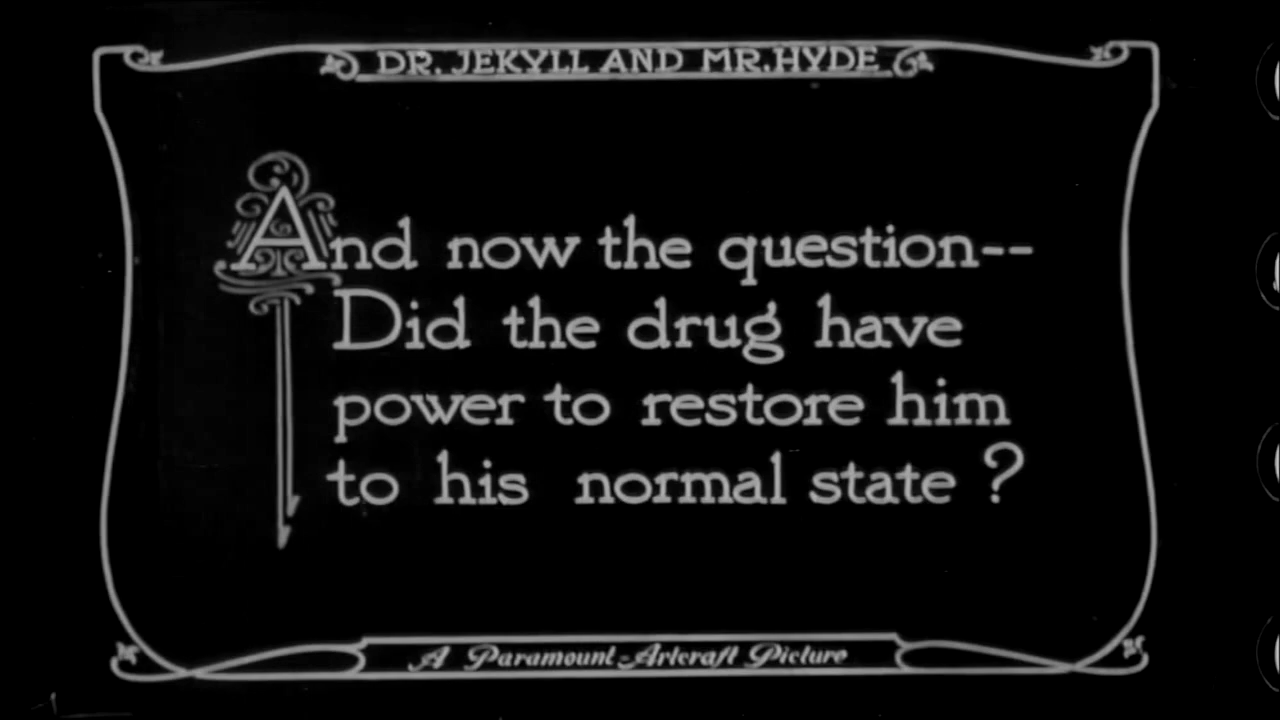 DR. JEKYLL AND MR. HYDE
And now the question--
Did the drug have
power to restore him
to his normal state ?
A Paramount-Artcraft Picture